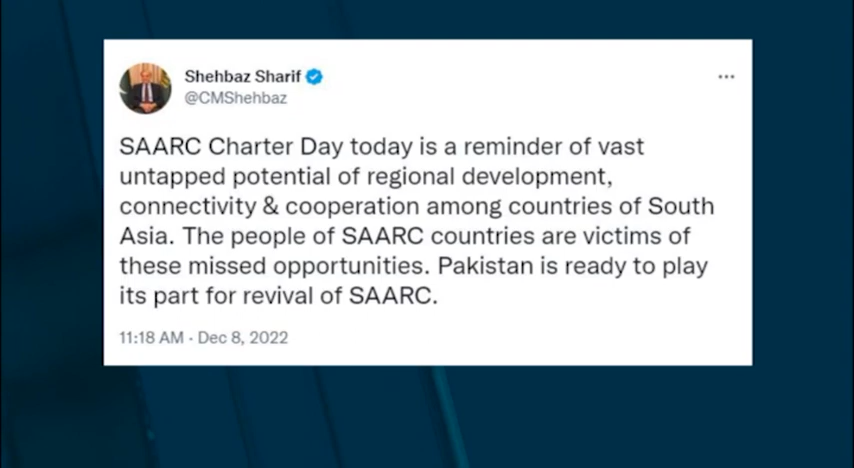 Shehbaz Sharif
@CMShehbaz
SAARC Charter Day today is a reminder of vast
untapped potential of regional development,
connectivity & cooperation among countries of South
Asia. The people of SAARC countries are victims of
these missed opportunities. Pakistan is ready to play
its part for revival of SAARC.
11:18 AM · Dec 8, 2022